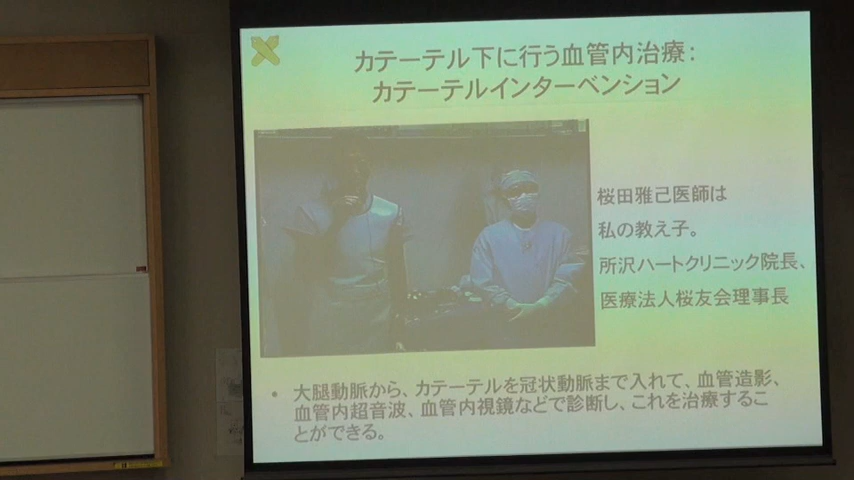 カテーテル下に行う血管内治療：
カテーテルインターベンション
桜田雅己医師は
私の教え子。
所沢ハートクリニック院長、
医療法人桜友会理事長
• 大腿動脈から、カテーテルを冠状動脈まで入れて、血管造影、
血管内超音波、血管内視鏡などで診断し、これを治療するこ
とができる。